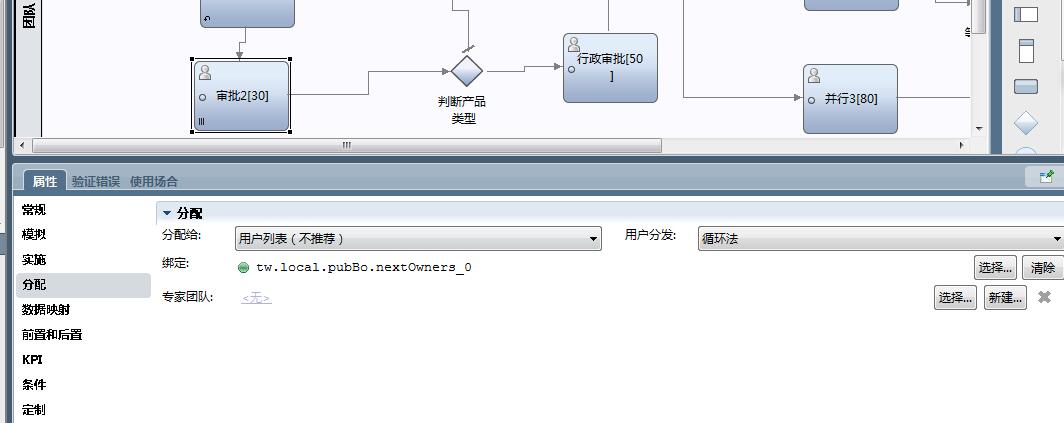 团队
审批2[30]
判断产品
类型
行政审批[50
]
并行3[80]
属性
验证错误
使用场合
常规
模拟
实施
分配
数据映射
前置和后置
KPI
条件
定制
分配
分配给:
用户列表（不推荐）
用户分发:
循环法
绑定:
tw.local.pubBo.nextOwners_0
选择...
清除
专家团队:
<无>
选择...
新建...